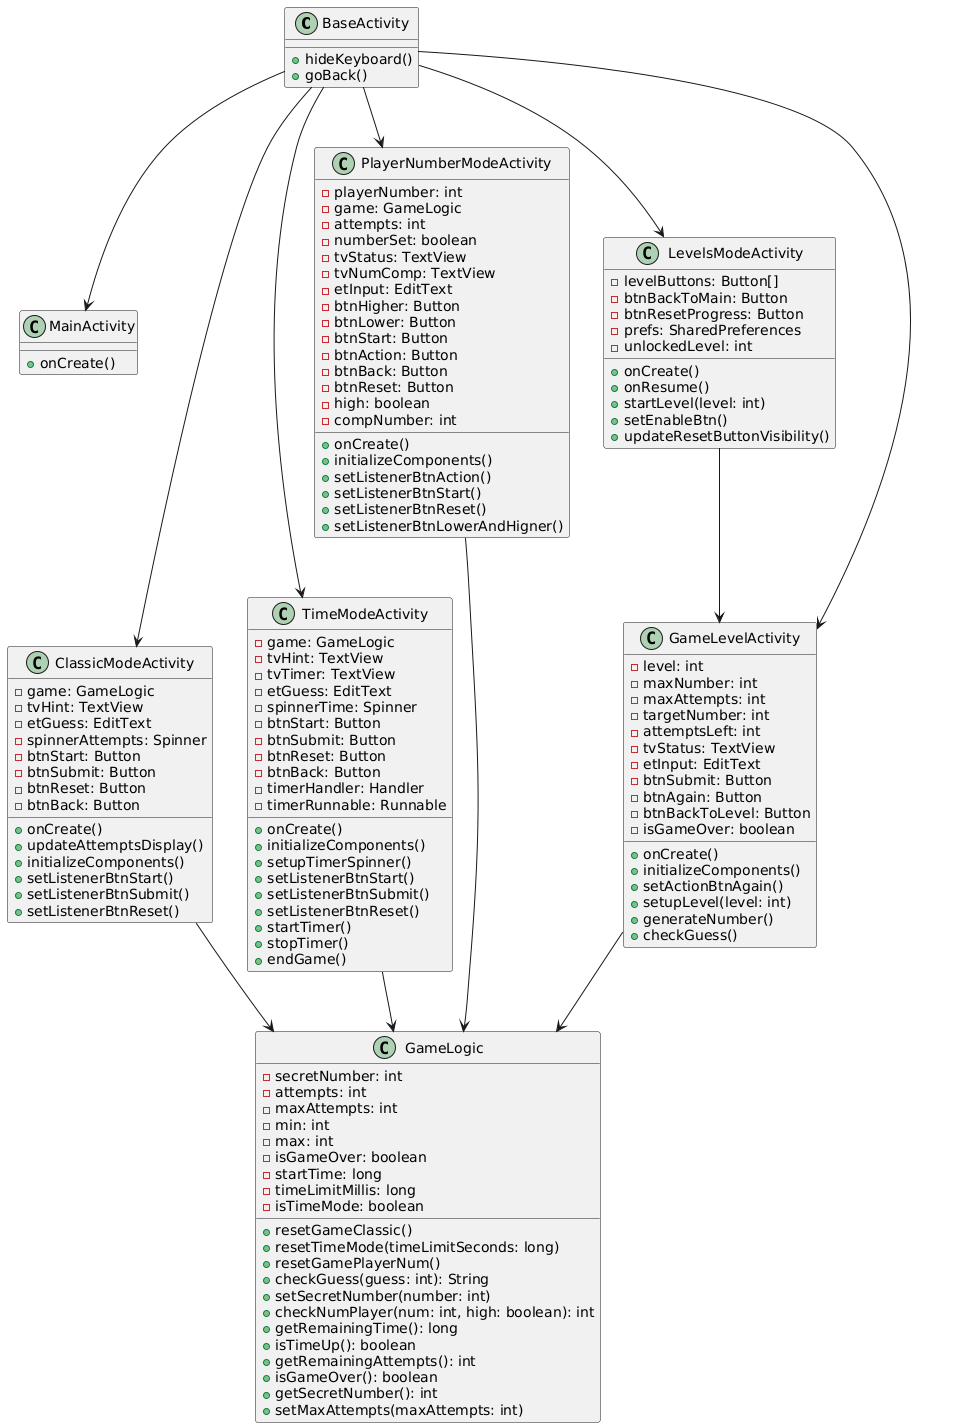 C BaseActivity
hideKeyboard()
goBack()
C PlayerNumberModeActivity
playerNumber: int
game: GameLogic
attempts: int
numberSet: boolean
tvStatus: TextView
tvNumComp: TextView
etInput: EditText
btnHigher: Button
btnLower: Button
btnStart: Button
btnAction: Button
btnBack: Button
btnReset: Button
high: boolean
compNumber: int
onCreate()
initializeComponents()
setListenerBtnAction()
setListenerBtnStart()
setListenerBtnReset()
setListenerBtnLowerAndHigner()
C LevelsModeActivity
levelButtons: Button[]
btnBackToMain: Button
btnResetProgress: Button
prefs: SharedPreferences
unlockedLevel: int
onCreate()
onResume()
startLevel(level: int)
setEnableBtn()
updateResetButtonVisibility()
C MainActivity
onCreate()
C ClassicModeActivity
game: GameLogic
tvHint: TextView
etGuess: EditText
spinnerAttempts: Spinner
btnStart: Button
btnSubmit: Button
btnReset: Button
btnBack: Button
onCreate()
updateAttemptsDisplay()
initializeComponents()
setListenerBtnStart()
setListenerBtnSubmit()
setListenerBtnReset()
C TimeModeActivity
game: GameLogic
tvHint: TextView
tvTimer: TextView
etGuess: EditText
spinnerTime: Spinner
btnStart: Button
btnSubmit: Button
btnReset: Button
btnBack: Button
timerHandler: Handler
timerRunnable: Runnable
onCreate()
initializeComponents()
setupTimerSpinner()
setListenerBtnStart()
setListenerBtnSubmit()
setListenerBtnReset()
startTimer()
stopTimer()
endGame()
C GameLevelActivity
level: int
maxNumber: int
maxAttempts: int
targetNumber: int
attemptsLeft: int
tvStatus: TextView
etInput: EditText
btnSubmit: Button
btnAgain: Button
btnBackToLevel: Button
isGameOver: boolean
onCreate()
initializeComponents()
setActionBtnAgain()
setupLevel(level: int)
generateNumber()
checkGuess()
C GameLogic
secretNumber: int
attempts: int
maxAttempts: int
min: int
max: int
isGameOver: boolean
startTime: long
timeLimitMillis: long
isTimeMode: boolean
resetGameClassic()
resetTimeMode(timeLimitSeconds: long)
resetGamePlayerNum()
checkGuess(guess: int): String
setSecretNumber(number: int)
checkNumPlayer(num: int, high: boolean): int
getRemainingTime(): long
isTimeUp(): boolean
getRemainingAttempts(): int
isGameOver(): boolean
getSecretNumber(): int
setMaxAttempts(maxAttempts: int)